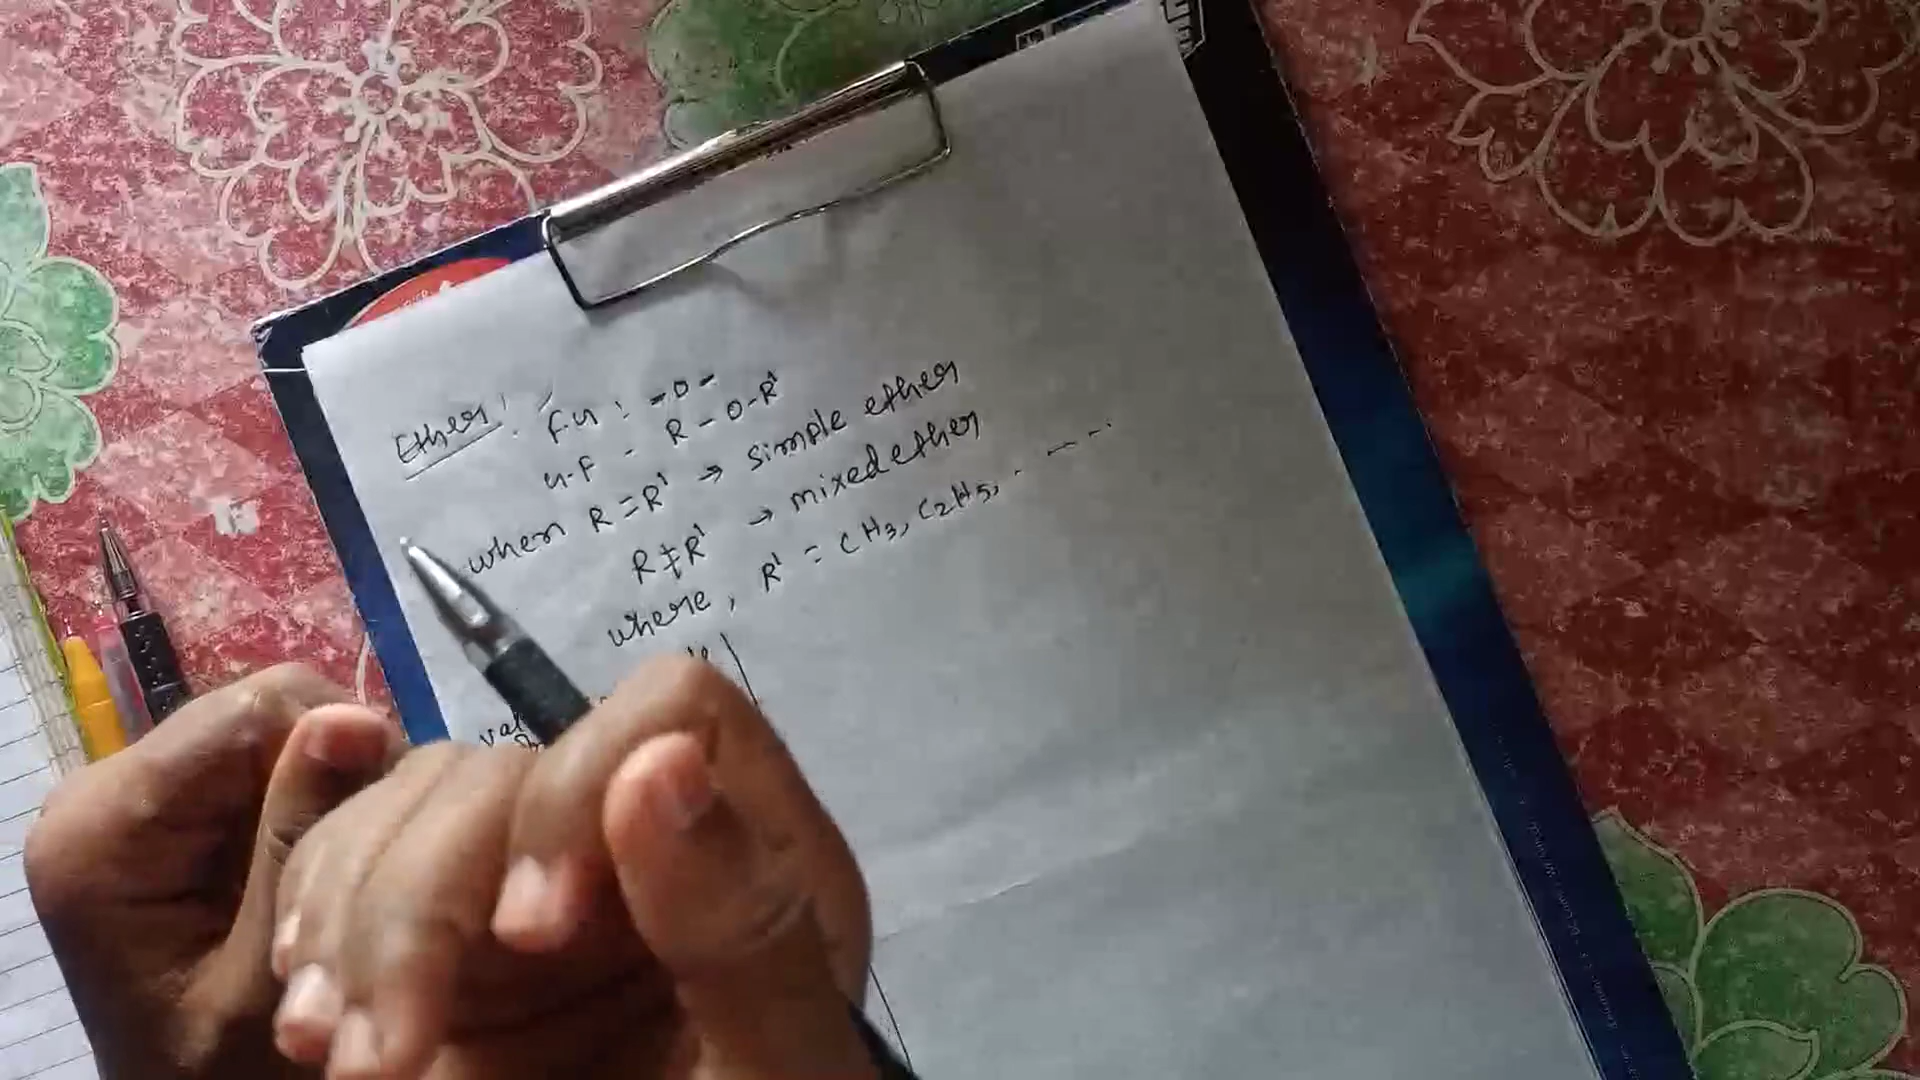 Ether: F.G : -O-
G.F - R-O-R'
when R=R' → simple ether
R≠R' → mixed ether
where, R' = CH3, C2H5, . — — ..